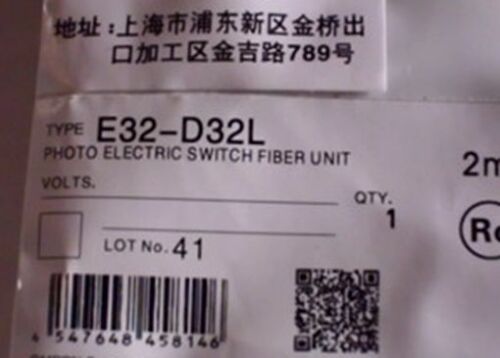 地址:上海市浦东新区金桥出
口加工区金吉路789号
TYPE E32-D32L
PHOTO ELECTRIC SWITCH FIBER UNIT
2m
VOLTS.
QTY.
1
LOT No. 41
4 547648 458146